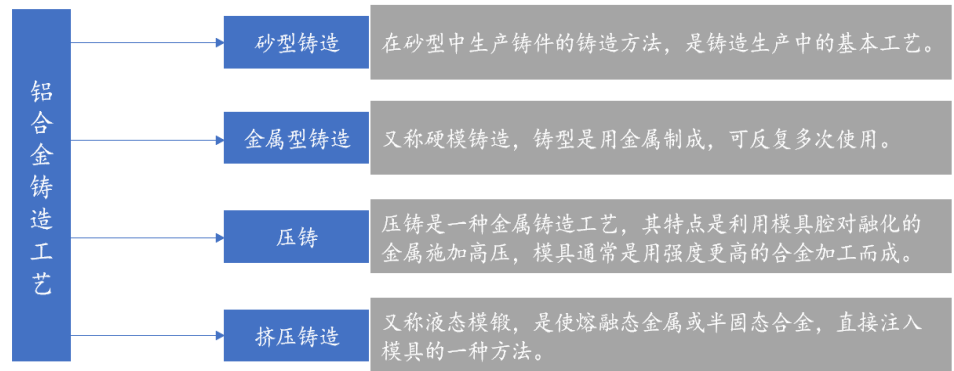 铝合金铸造工艺
砂型铸造
在砂型中生产铸件的铸造方法，是铸造生产中的基本工艺。
金属型铸造
又称硬模铸造，铸型是用金属制成，可反复多次使用。
压铸
压铸是一种金属铸造工艺，其特点是利用模具腔对融化的
金属施加高压，模具通常是用强度更高的合金加工而成。
挤压铸造
又称液态模锻，是使熔融态金属或半固态合金，直接注入
模具的一种方法。